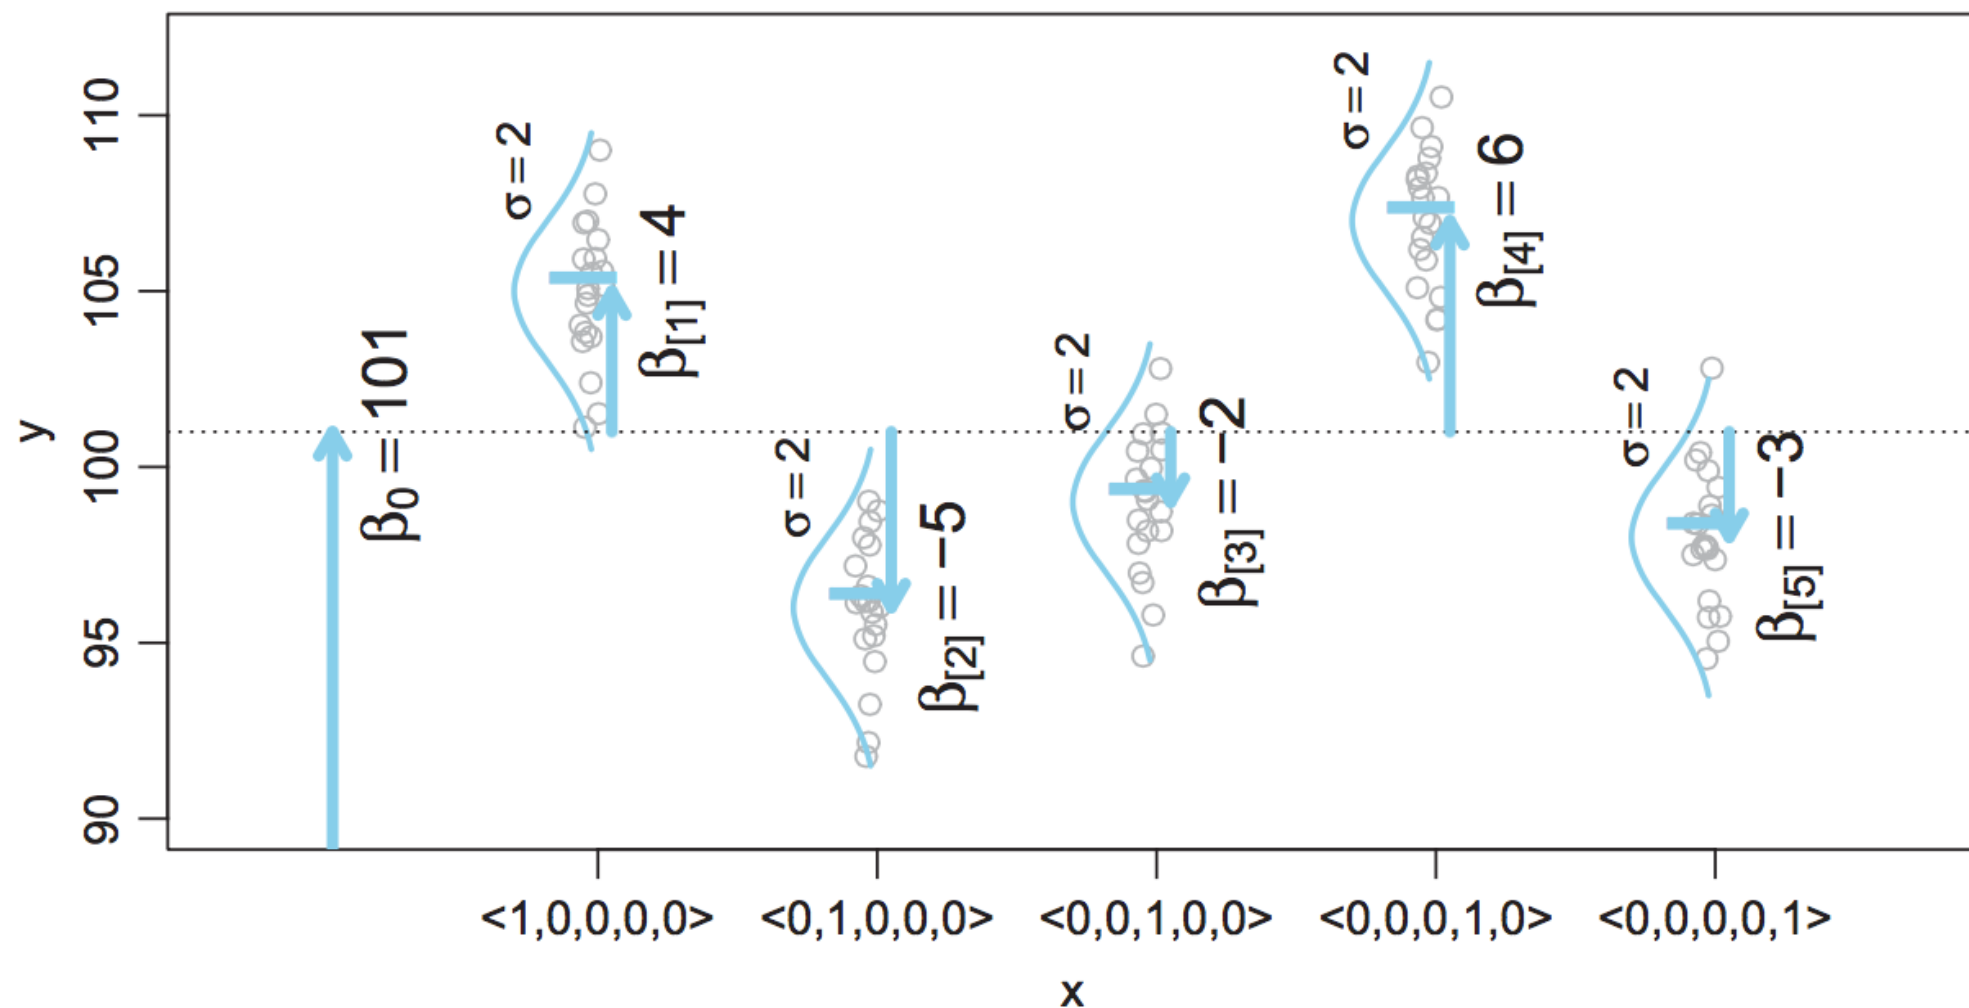 110
105
100
95
90
y
β0 = 101
σ = 2
β[1] = 4
σ = 2
β[2] = −5
σ = 2
β[3] = −2
σ = 2
β[4] = 6
σ = 2
β[5] = −3
<1,0,0,0,0> <0,1,0,0,0> <0,0,1,0,0> <0,0,0,1,0> <0,0,0,0,1>
x